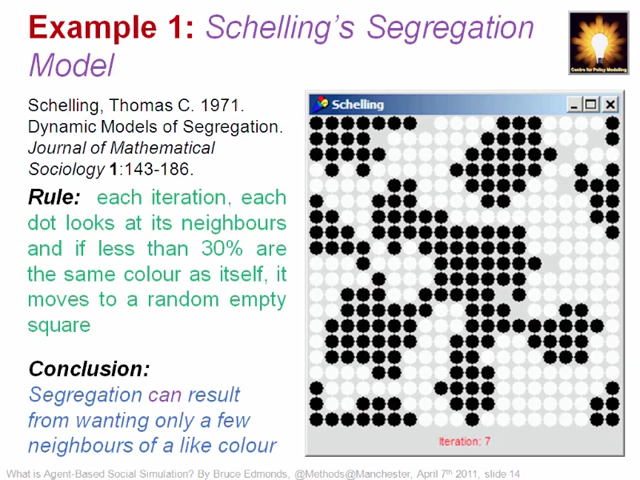 Example 1: Schelling's Segregation
Model
Centre for Policy Modelling
Schelling, Thomas C. 1971.
Dynamic Models of Segregation.
Journal of Mathematical
Sociology 1:143-186.
Rule: each iteration, each
dot looks at its neighbours
and if less than 30% are
the same colour as itself, it
moves to a random empty
square
Conclusion:
Segregation can result
from wanting only a few
neighbours of a like colour
Schelling
Iteration: 7
What is Agent-Based Social Simulation? By Bruce Edmonds, @Methods@Manchester, April 7th 2011, slide 14